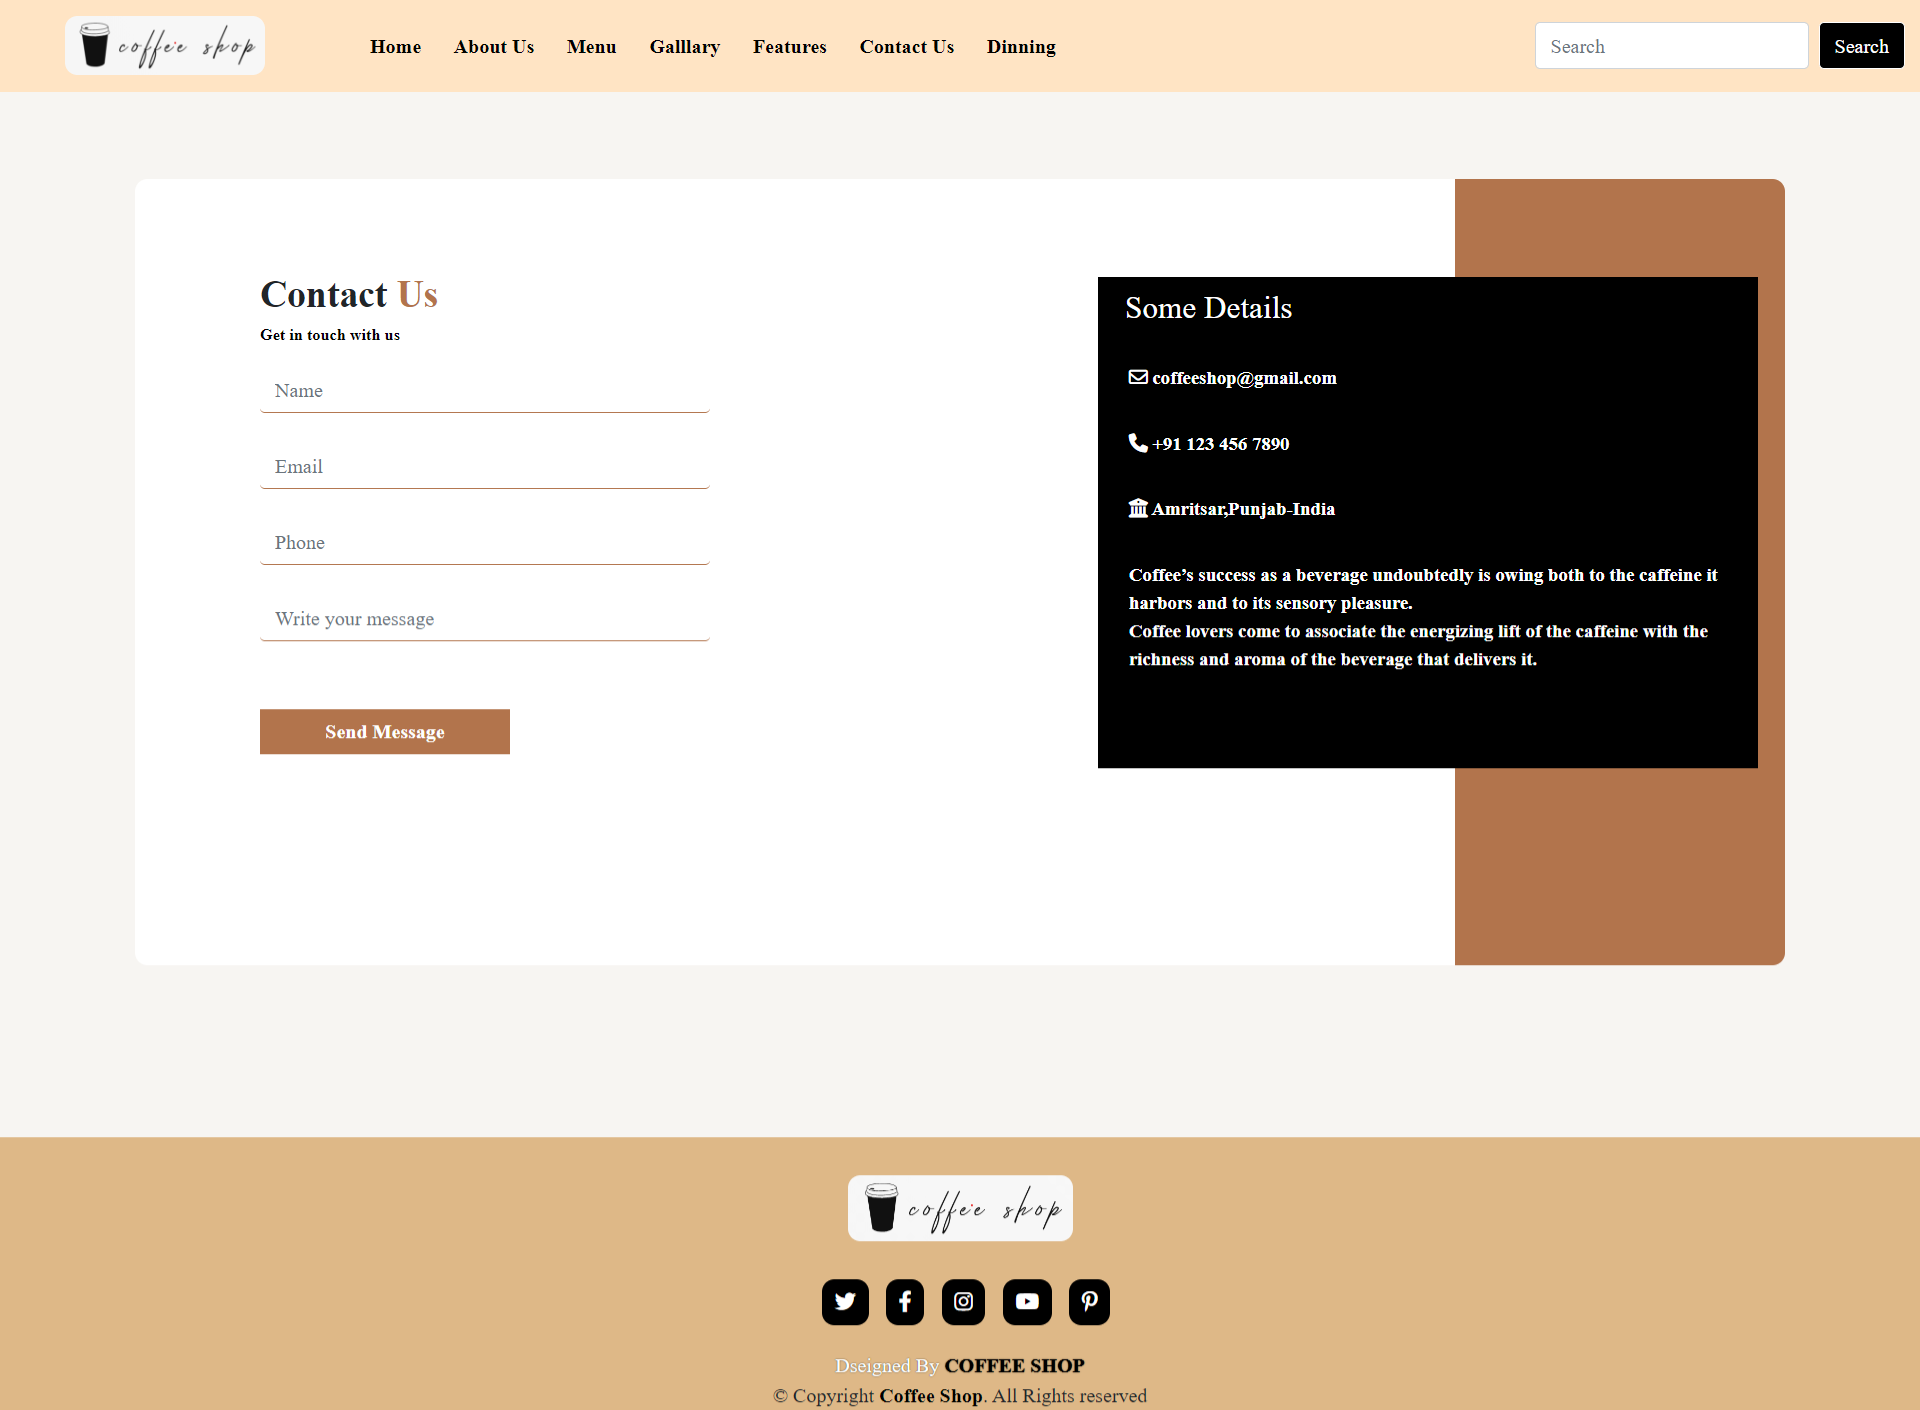 coffee shop
Home About Us Menu Galllary Features Contact Us Dinning
Search Search
Contact Us
Get in touch with us
Name
Email
Phone
Write your message
Send Message
Some Details
coffeeshop@gmail.com
+91 123 456 7890
Amritsar,Punjab-India
Coffee’s success as a beverage undoubtedly is owing both to the caffeine it
harbors and to its sensory pleasure.
Coffee lovers come to associate the energizing lift of the caffeine with the
richness and aroma of the beverage that delivers it.
coffee shop
Dseigned By COFFEE SHOP
© Copyright Coffee Shop. All Rights reserved